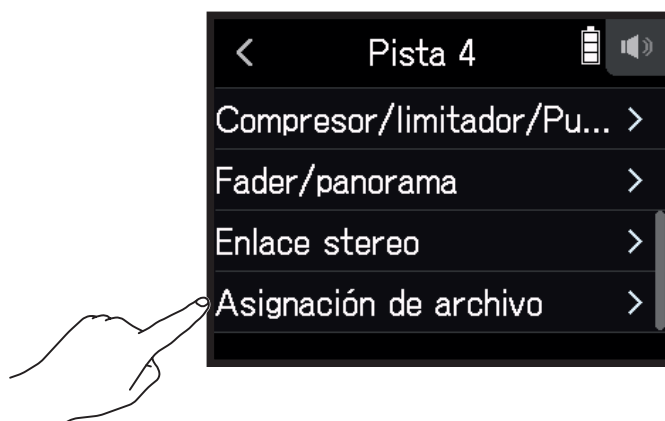 Pista 4
Compresor/limitador/Pu...
Fader/panorama
Enlace stereo
Asignación de archivo